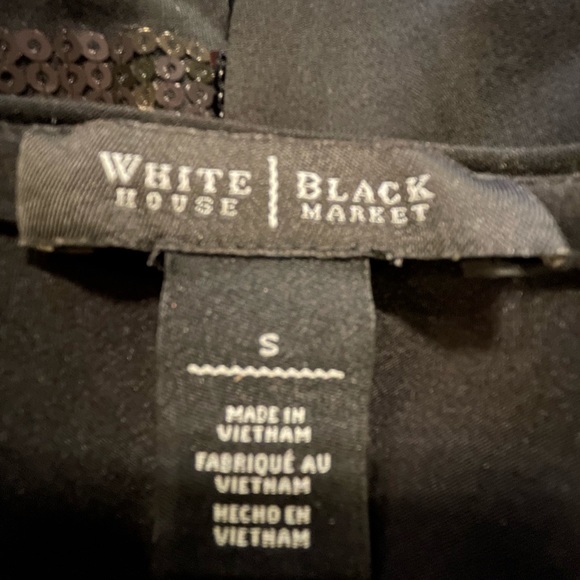 WHITE | BLACK
HOUSE | MARKET
S
MADE IN
VIETNAM
FABRIQUÉ AU
VIETNAM
HECHO EN
VIETNAM